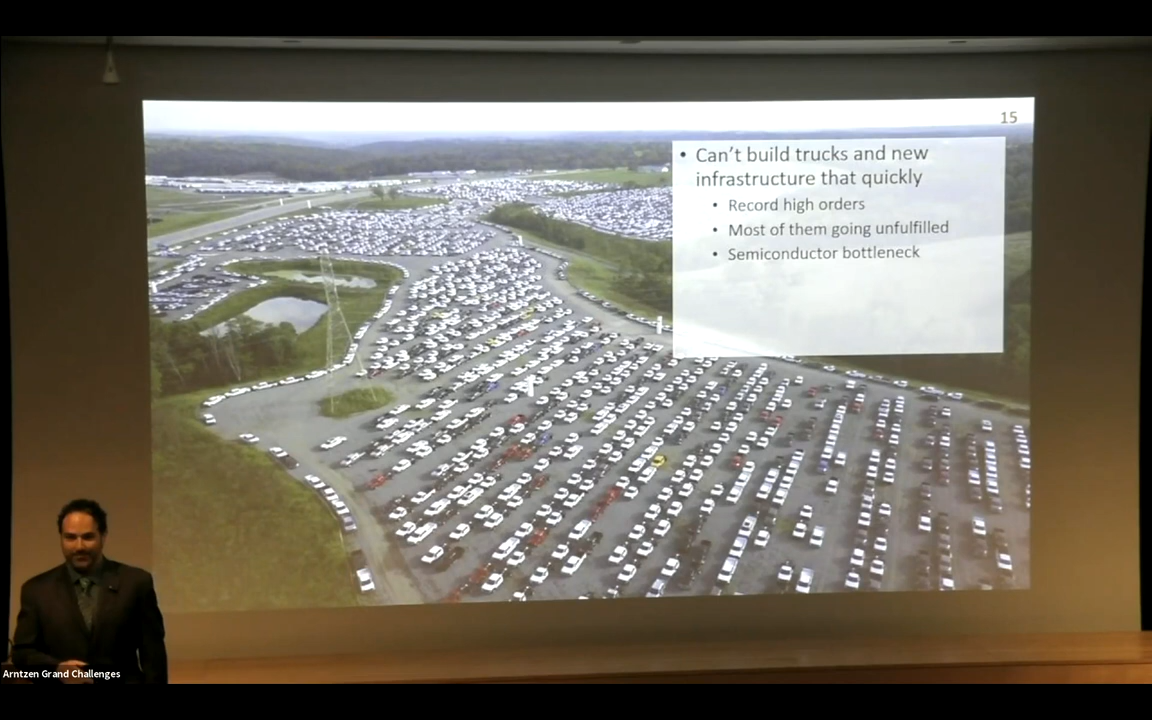 15
• Can't build trucks and new
infrastructure that quickly
• Record high orders
• Most of them going unfulfilled
• Semiconductor bottleneck
Arntzen Grand Challenges